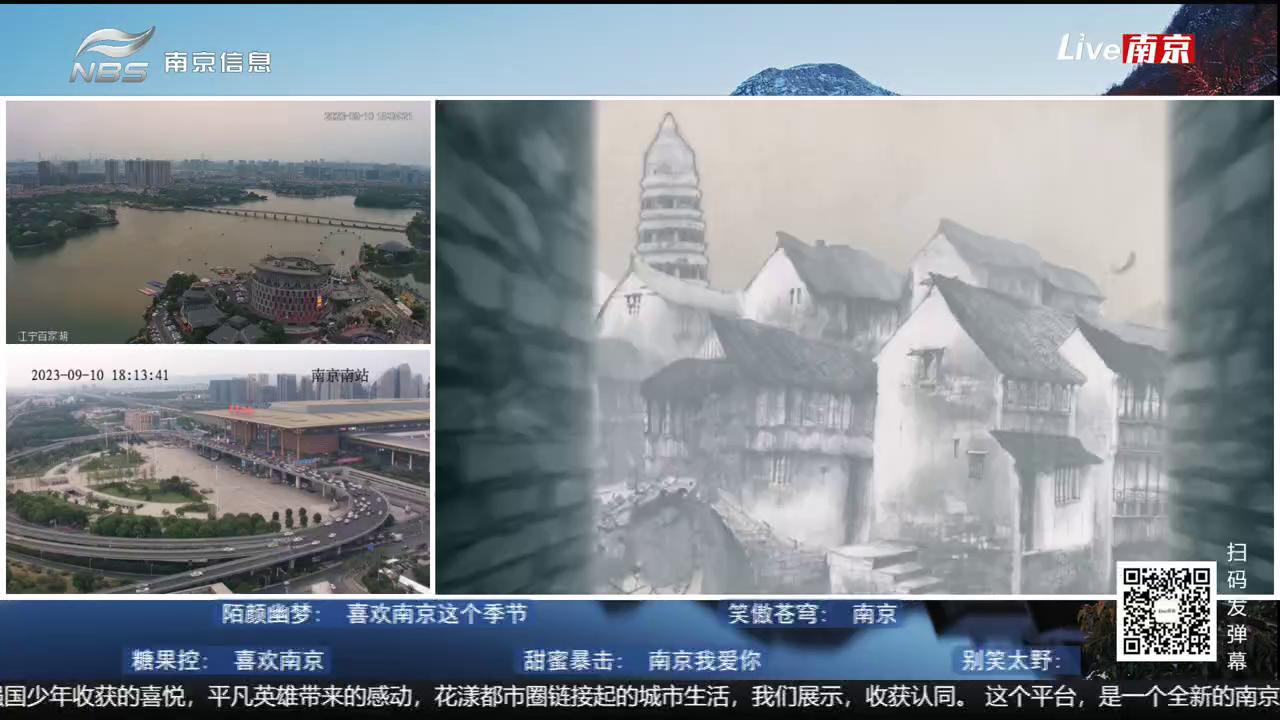 NBS 南京信息
Live南京
江宁百家湖
2023-09-10 18:13:41
南京南站
扫码发弹幕
陌颜幽梦： 喜欢南京这个季节
笑傲苍穹： 南京
糖果控： 喜欢南京
甜蜜暴击： 南京我爱你
别笑太野：
国少年收获的喜悦，平凡英雄带来的感动，花漾都市圈链接起的城市生活，我们展示，收获认同。 这个平台，是一个全新的南京